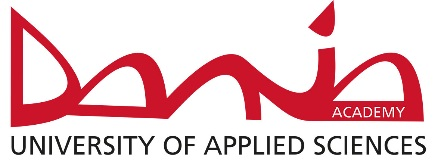 Dania
ACADEMY
UNIVERSITY OF APPLIED SCIENCES